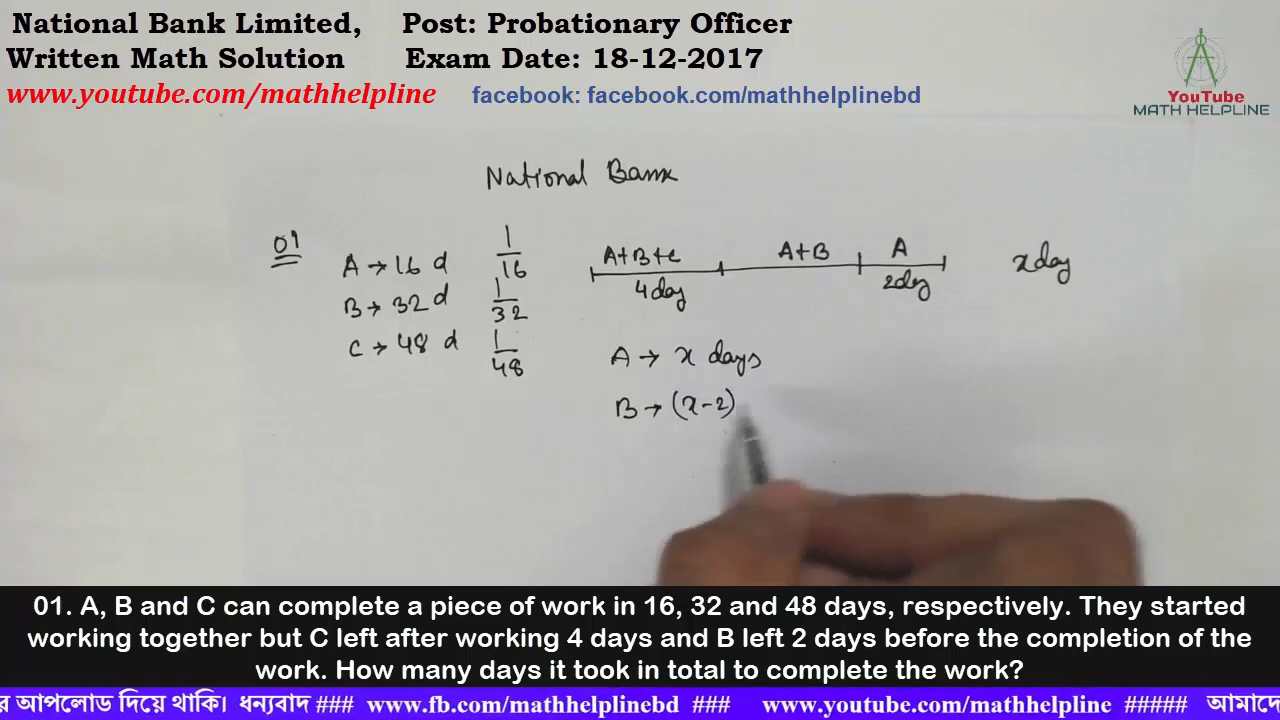 National Bank Limited, Post: Probationary Officer
Written Math Solution Exam Date: 18-12-2017
www.youtube.com/mathhelpline facebook: facebook.com/mathhelplinebd
YouTube
MATH HELPLINE
National Bank
01
A → 16 d 1/16
B → 32 d 1/32
C → 48 d 1/48
A+B+C A+B A x day
4 day 2 day
A → x days
B → (x-2)
01. A, B and C can complete a piece of work in 16, 32 and 48 days, respectively. They started
working together but C left after working 4 days and B left 2 days before the completion of the
work. How many days it took in total to complete the work?
র আপলোড দিয়ে থাকি। ধন্যবাদ ### www.fb.com/mathhelplinebd ### www.youtube.com/mathhelpline ##### আমাদে